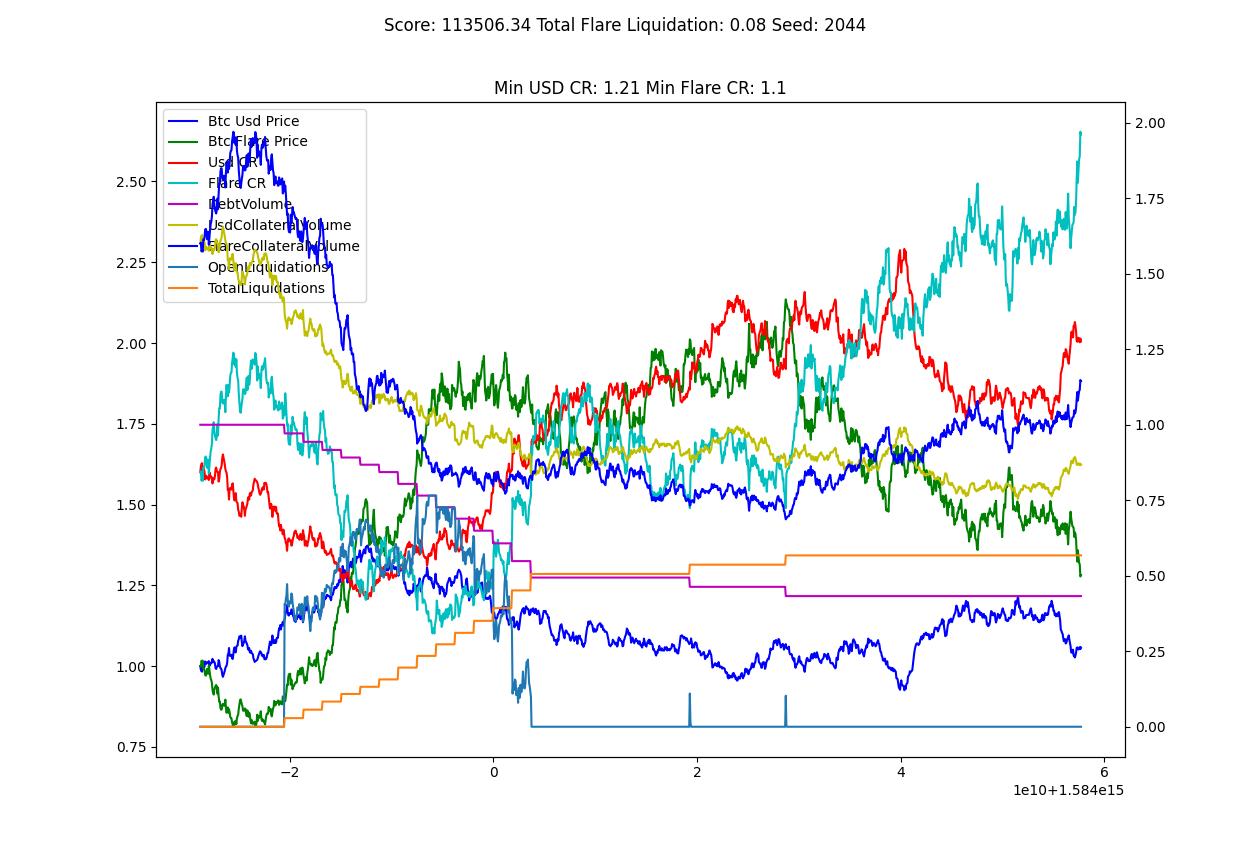 Score: 113506.34 Total Flare Liquidation: 0.08 Seed: 2044
Min USD CR: 1.21 Min Flare CR: 1.1
Btc Usd Price
Btc Flare Price
Usd CR
Flare CR
DebtVolume
UsdCollateralVolume
FlareCollateralVolume
OpenLiquidations
TotalLiquidations
2.50
2.25
2.00
1.75
1.50
1.25
1.00
0.75
2.00
1.75
1.50
1.25
1.00
0.75
0.50
0.25
0.00
−2 0 2 4 6
1e10+1.584e15